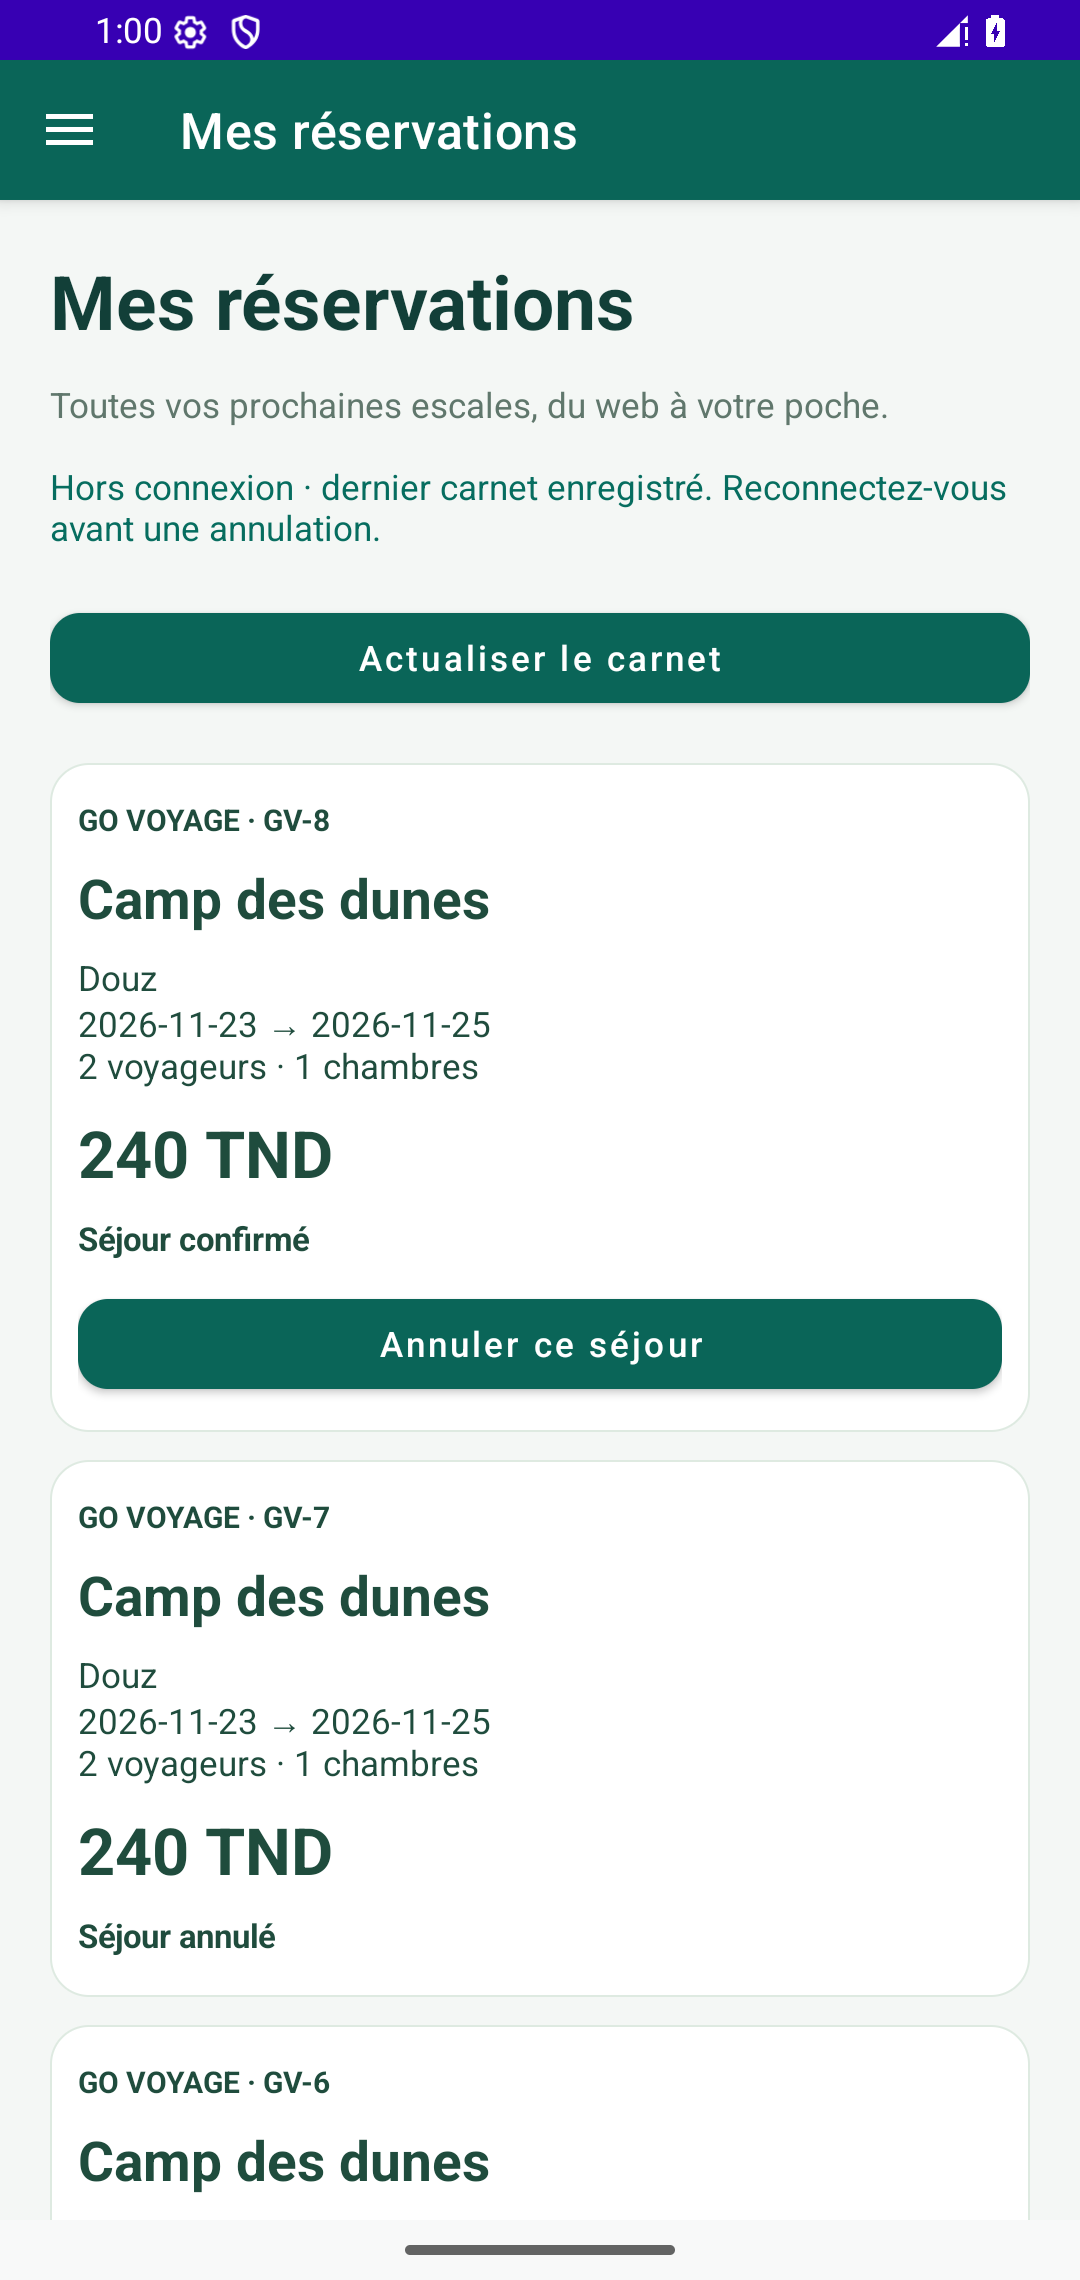 1:00
Mes réservations
Mes réservations
Toutes vos prochaines escales, du web à votre poche.
Hors connexion · dernier carnet enregistré. Reconnectez-vous
avant une annulation.
Actualiser le carnet
GO VOYAGE · GV-8
Camp des dunes
Douz
2026-11-23 → 2026-11-25
2 voyageurs · 1 chambres
240 TND
Séjour confirmé
Annuler ce séjour
GO VOYAGE · GV-7
Camp des dunes
Douz
2026-11-23 → 2026-11-25
2 voyageurs · 1 chambres
240 TND
Séjour annulé
GO VOYAGE · GV-6
Camp des dunes